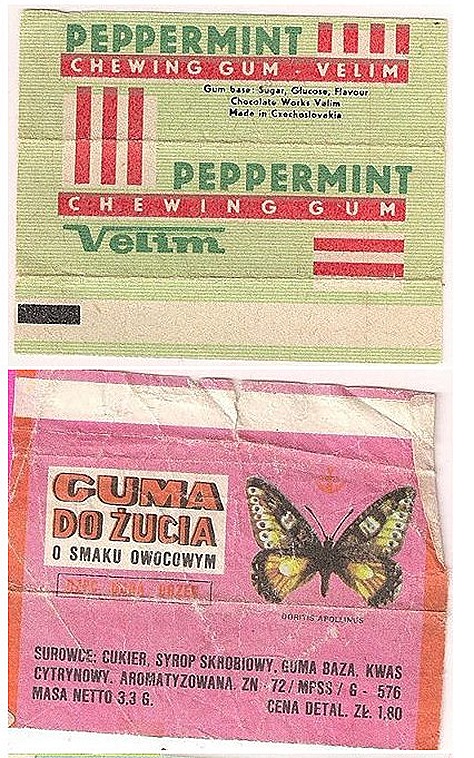 PEPPERMINT
CHEWING GUM - VELIM
Gum base: Sugar, Glucose, Flavour
Chocolate Works Velim
Made in Czechoslovakia
PEPPERMINT
CHEWING GUM
Velim
GUMA
DO ŻUCIA
O SMAKU OWOCOWYM
DORITIS APOLLINUS
SUROWCE: CUKIER, SYROP SKROBIOWY, GUMA BAZA, KWAS
CYTRYNOWY. AROMATYZOWANA. ZN - 72/MPSS/G - 576
MASA NETTO 3,3 G. CENA DETAL. ZŁ 1,80